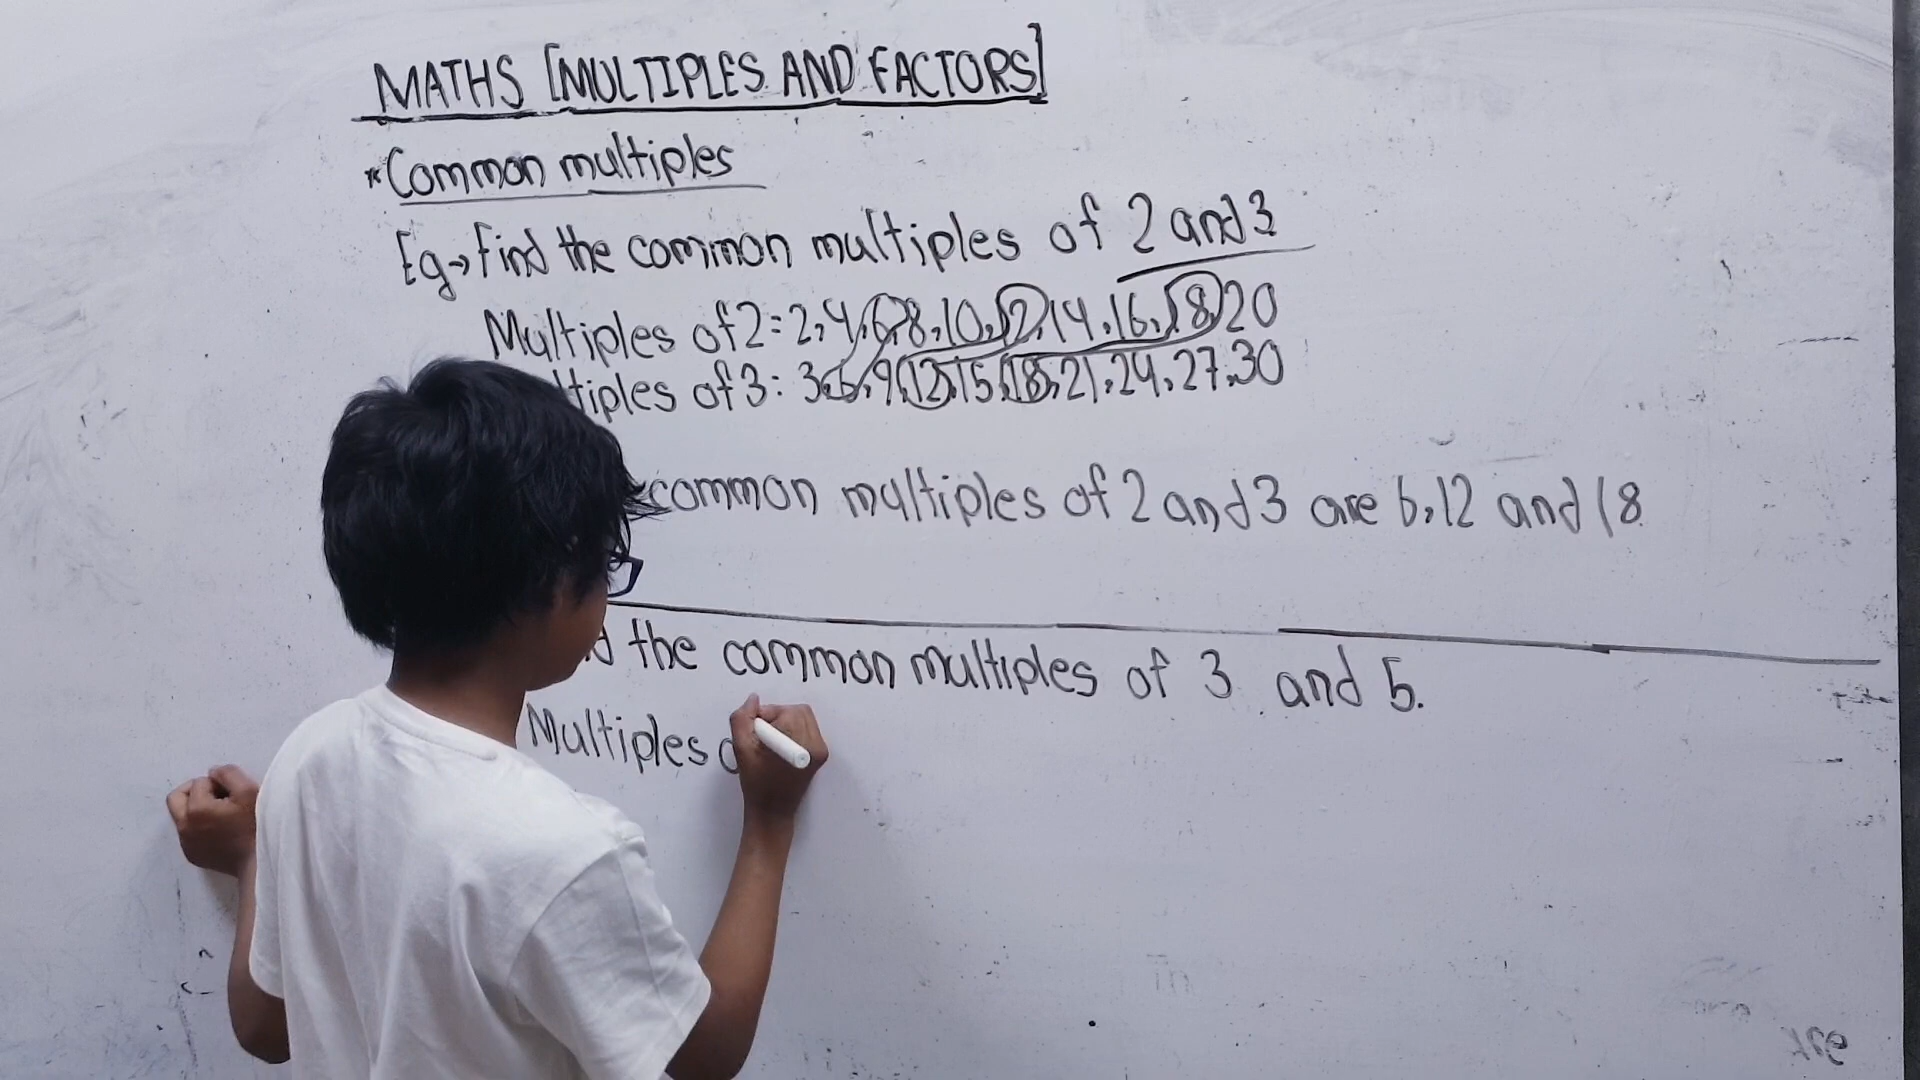 MATHS [MULTIPLES AND FACTORS]
*Common multiples
Eg→Find the common multiples of 2 and 3
Multiples of 2 = 2, 4, 6, 8, 10, 12, 14, 16, 18, 20
tiples of 3: 3, 6, 9, 12, 15, 18, 21, 24, 27, 30
common multiples of 2 and 3 are 6, 12 and 18
the common multiples of 3 and 5.
Multiples